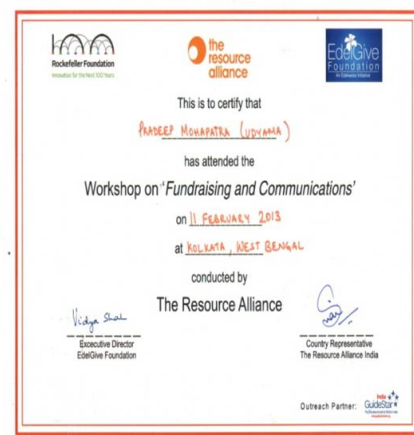 Rockefeller Foundation
Innovation for the Next 100 Years
the resource alliance
EdelGive
FOUNDATION
An Edelweiss Initiative
This is to certify that
PRADEEP MOHAPATRA (UDYAMA)
has attended the
Workshop on 'Fundraising and Communications'
on 11 FEBRUARY 2013
at KOLKATA, WEST BENGAL
conducted by
The Resource Alliance
Vidya Shah
Excecutive Director
EdelGive Foundation
Country Representative
The Resource Alliance India
Outreach Partner:
India
GuideStar